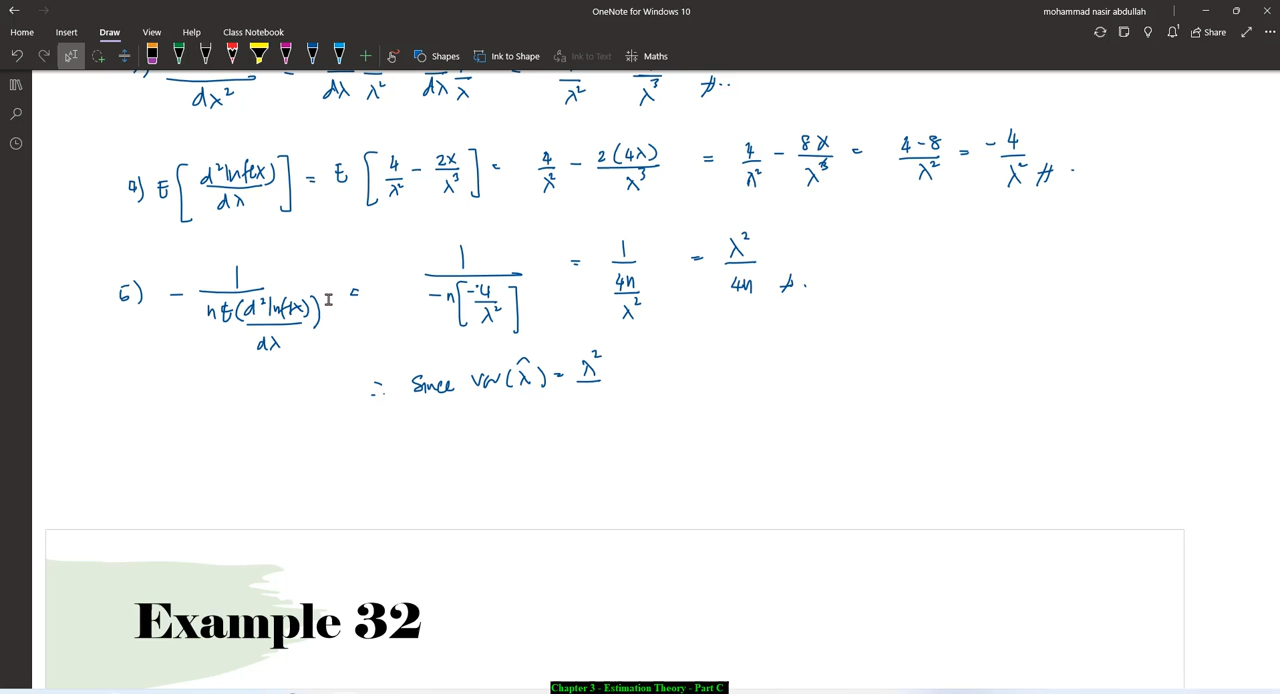 OneNote for Windows 10
mohammad nasir abdullah
Home Insert Draw View Help Class Notebook
Share
Shapes Ink to Shape Ink to Text Maths
dλ² dλ λ² dλ λ λ² λ³
4) E[d²lnf(x)/dλ] = E[4/λ² - 2x/λ³] = 4/λ² - 2(4λ)/λ³ = 4/λ² - 8λ/λ³ = 4-8/λ² = -4/λ² #.
5) - 1/nE(d²lnf(x)/dλ) = 1/-n[-4/λ²] = 1/4n/λ² = λ²/4n #.
∴ Since var(λ̂) = λ²
Example 32
Chapter 3 - Estimation Theory - Part C